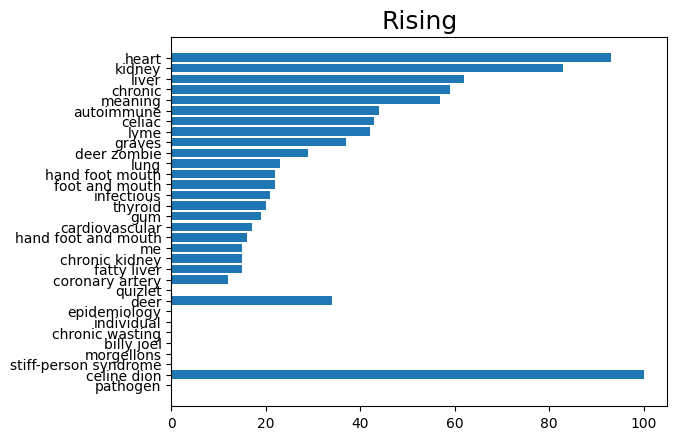 Rising
heart
kidney
liver
chronic
meaning
autoimmune
celiac
lyme
graves
deer zombie
lung
hand foot mouth
foot and mouth
infectious
thyroid
gum
cardiovascular
hand foot and mouth
me
chronic kidney
fatty liver
coronary artery
quizlet
deer
epidemiology
individual
chronic wasting
billy joel
morgellons
stiff-person syndrome
celine dion
pathogen
0 20 40 60 80 100